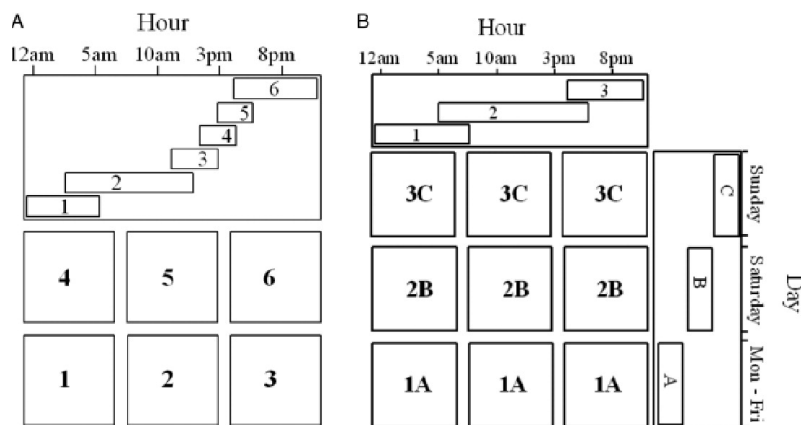 A
Hour
12am 5am 10am 3pm 8pm
6
5
4
3
2
1
4 5 6
1 2 3
B
Hour
12am 5am 10am 3pm 8pm
3
2
1
3C 3C 3C
2B 2B 2B
1A 1A 1A
C
B
A
Sunday
Saturday
Mon - Fri
Day